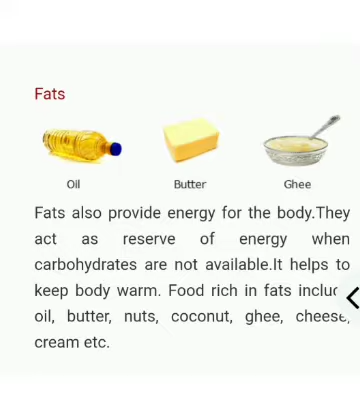 Fats
Oil Butter Ghee
Fats also provide energy for the body.They
act as reserve of energy when
carbohydrates are not available.It helps to
keep body warm. Food rich in fats include
oil, butter, nuts, coconut, ghee, cheese,
cream etc.